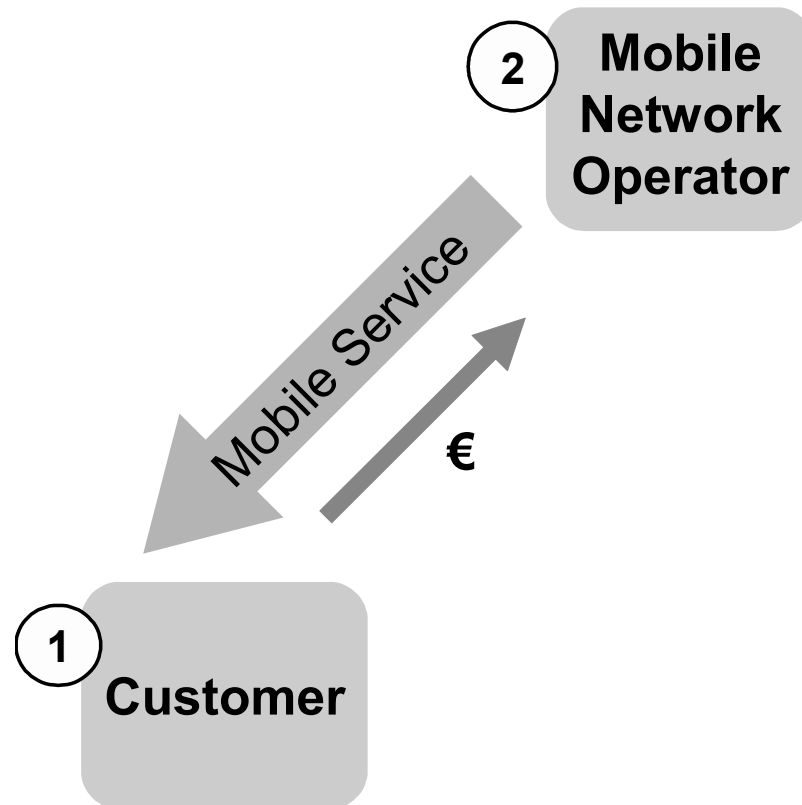 2
Mobile
Network
Operator
Mobile Service
€
1
Customer